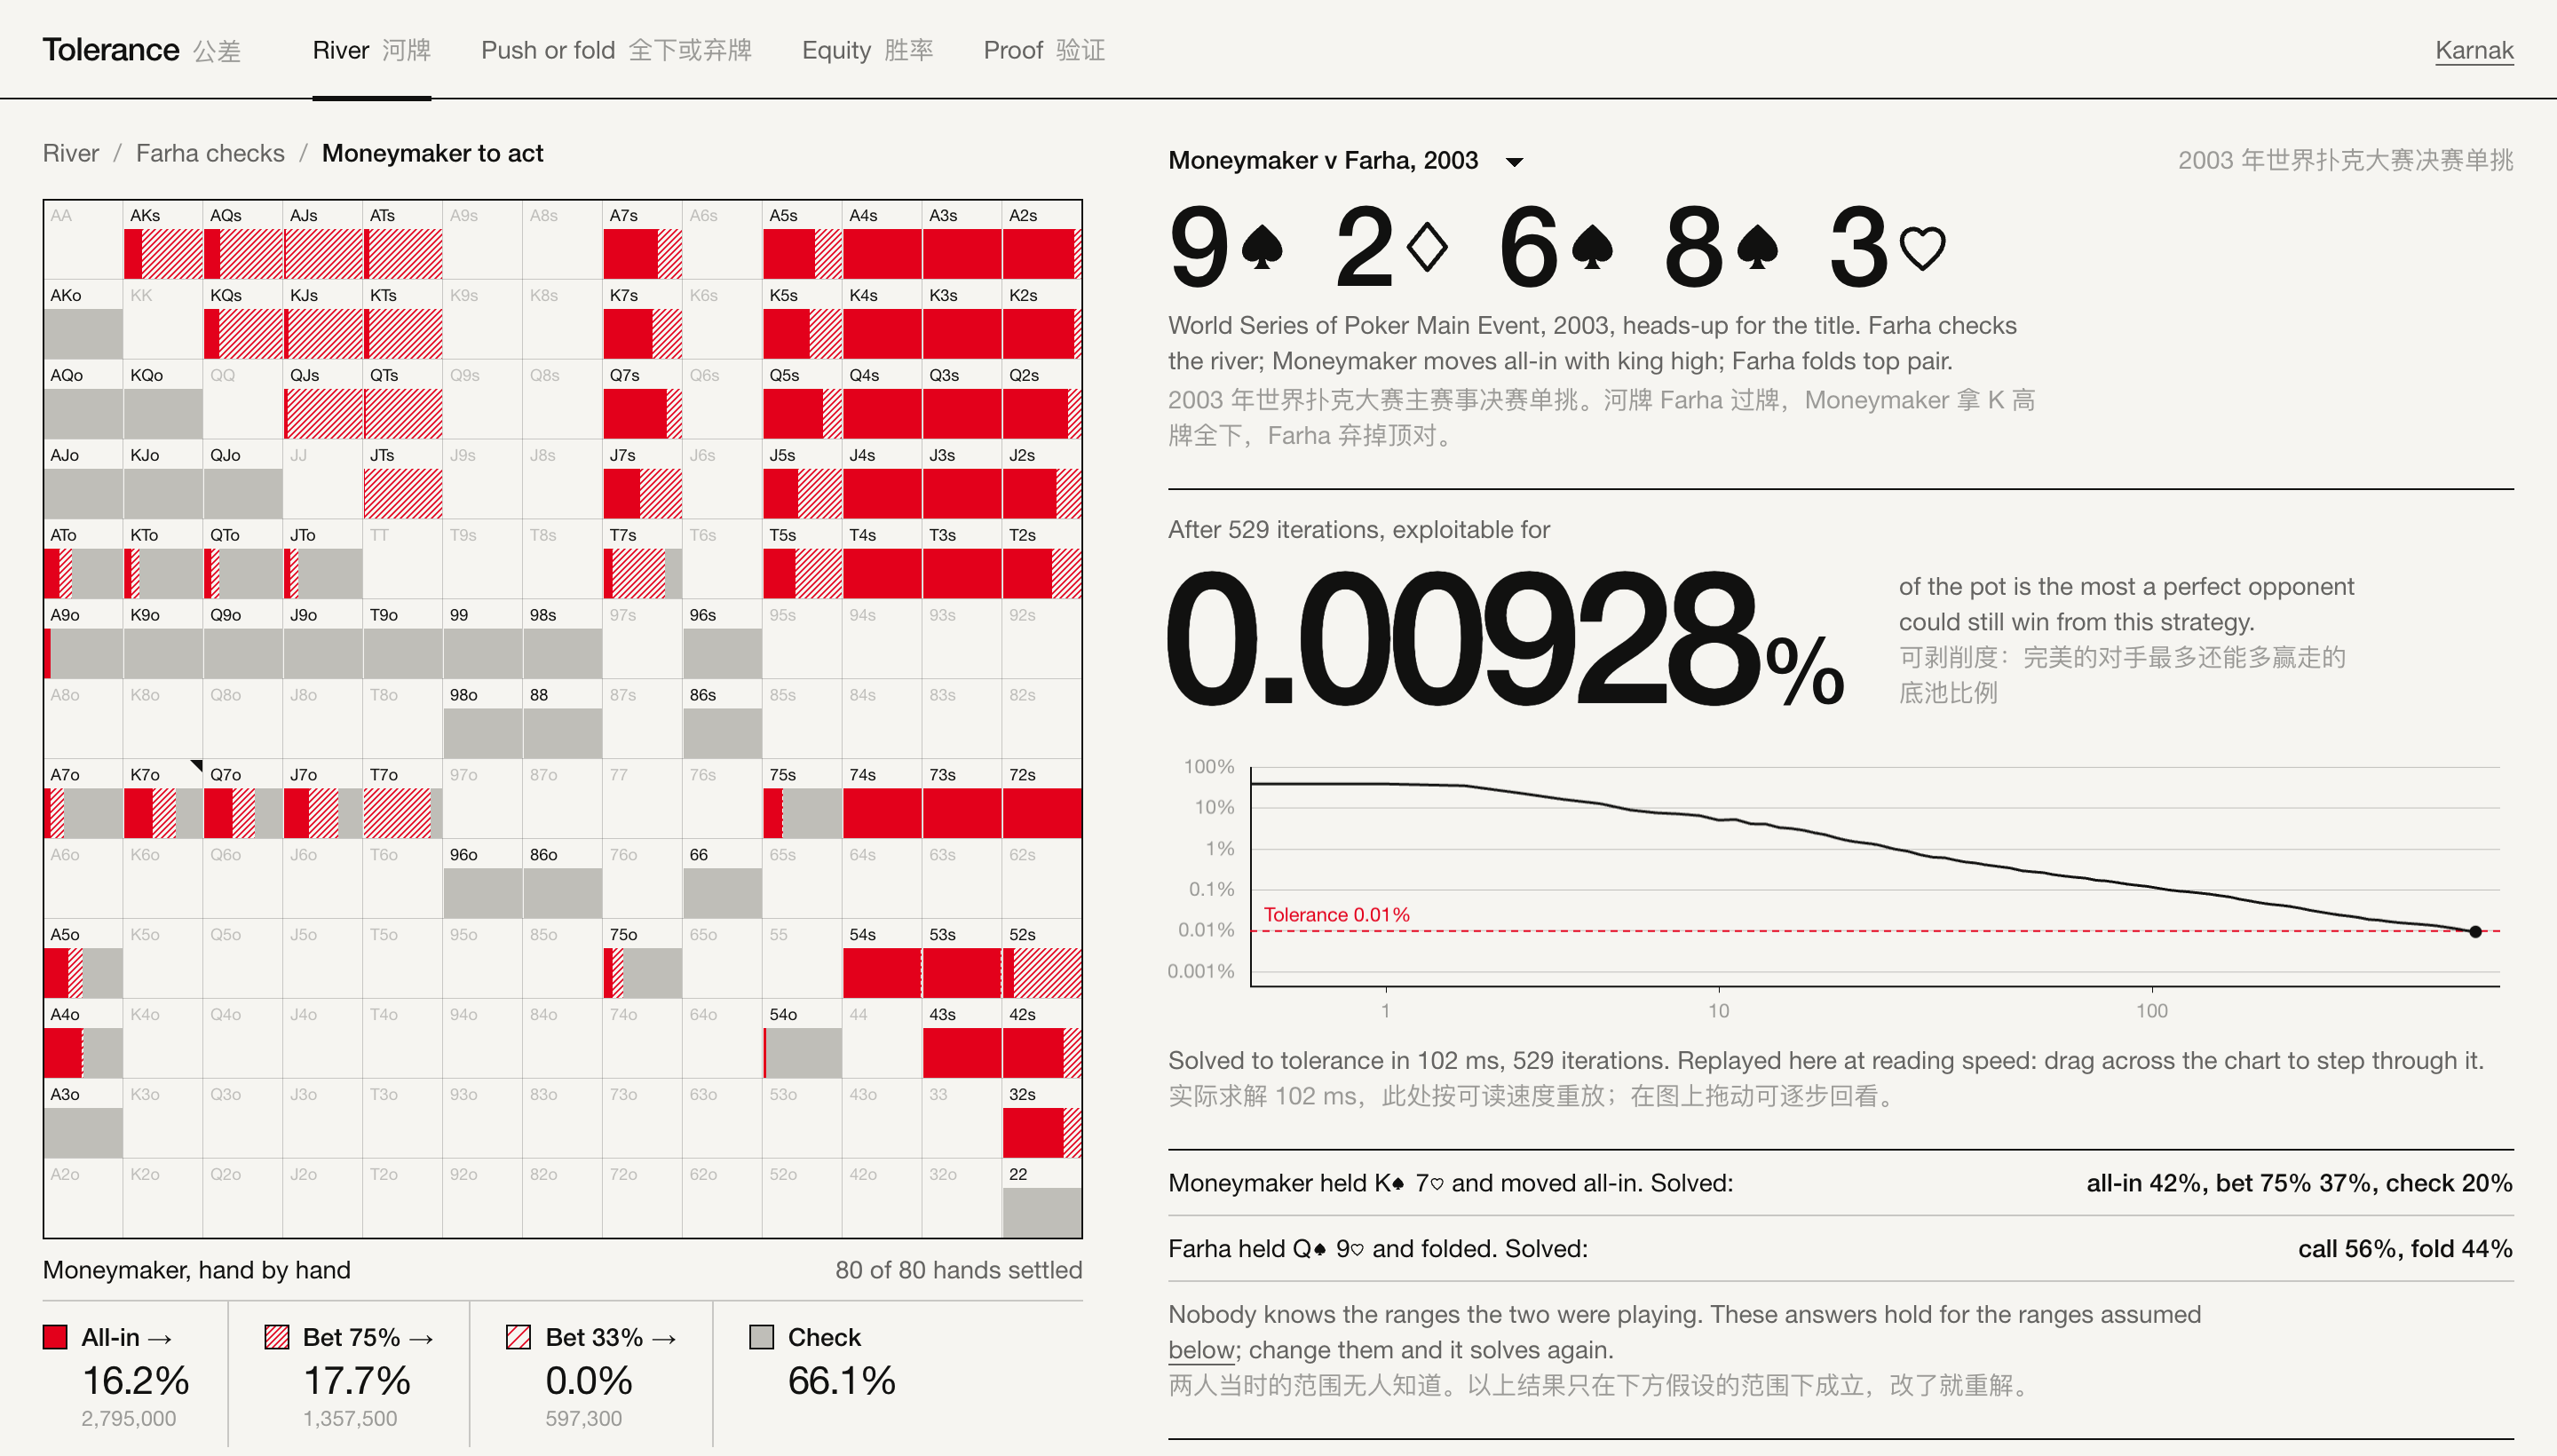 Tolerance 公差 River 河牌 Push or fold 全下或弃牌 Equity 胜率 Proof 验证 Karnak
River / Farha checks / Moneymaker to act
AA AKs AQs AJs ATs A9s A8s A7s A6s A5s A4s A3s A2s
AKo KK KQs KJs KTs K9s K8s K7s K6s K5s K4s K3s K2s
AQo KQo QQ QJs QTs Q9s Q8s Q7s Q6s Q5s Q4s Q3s Q2s
AJo KJo QJo JJ JTs J9s J8s J7s J6s J5s J4s J3s J2s
ATo KTo QTo JTo TT T9s T8s T7s T6s T5s T4s T3s T2s
A9o K9o Q9o J9o T9o 99 98s 97s 96s 95s 94s 93s 92s
A8o K8o Q8o J8o T8o 98o 88 87s 86s 85s 84s 83s 82s
A7o K7o Q7o J7o T7o 97o 87o 77 76s 75s 74s 73s 72s
A6o K6o Q6o J6o T6o 96o 86o 76o 66 65s 64s 63s 62s
A5o K5o Q5o J5o T5o 95o 85o 75o 65o 55 54s 53s 52s
A4o K4o Q4o J4o T4o 94o 84o 74o 64o 54o 44 43s 42s
A3o K3o Q3o J3o T3o 93o 83o 73o 63o 53o 43o 33 32s
A2o K2o Q2o J2o T2o 92o 82o 72o 62o 52o 42o 32o 22
Moneymaker, hand by hand 80 of 80 hands settled
All-in → Bet 75% → Bet 33% → Check
16.2% 17.7% 0.0% 66.1%
2,795,000 1,357,500 597,300
Moneymaker v Farha, 2003 2003 年世界扑克大赛决赛单挑
9♠ 2♢ 6♠ 8♠ 3♡
World Series of Poker Main Event, 2003, heads-up for the title. Farha checks
the river; Moneymaker moves all-in with king high; Farha folds top pair.
2003 年世界扑克大赛主赛事决赛单挑。河牌 Farha 过牌，Moneymaker 拿 K 高
牌全下，Farha 弃掉顶对。
After 529 iterations, exploitable for
0.00928%
of the pot is the most a perfect opponent
could still win from this strategy.
可剥削度：完美的对手最多还能多赢走的
底池比例
100%
10%
1%
0.1%
Tolerance 0.01%
0.01%
0.001%
1 10 100
Solved to tolerance in 102 ms, 529 iterations. Replayed here at reading speed: drag across the chart to step through it.
实际求解 102 ms，此处按可读速度重放；在图上拖动可逐步回看。
Moneymaker held K♠ 7♡ and moved all-in. Solved: all-in 42%, bet 75% 37%, check 20%
Farha held Q♠ 9♡ and folded. Solved: call 56%, fold 44%
Nobody knows the ranges the two were playing. These answers hold for the ranges assumed
below; change them and it solves again.
两人当时的范围无人知道。以上结果只在下方假设的范围下成立，改了就重解。